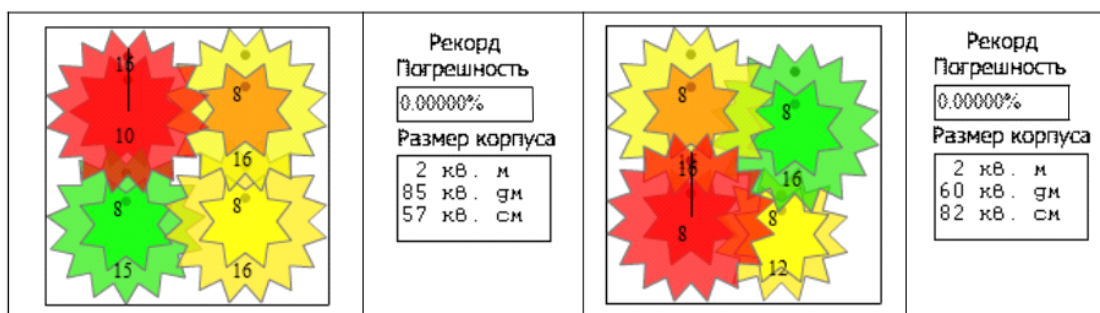 16
8
10
16
8
8
15
16
Рекорд
Погрешность
0.00000%
Размер корпуса
2 кв. м
85 кв. дм
57 кв. см
8
8
16
16
8
8
12
Рекорд
Погрешность
0.00000%
Размер корпуса
2 кв. м
60 кв. дм
82 кв. см